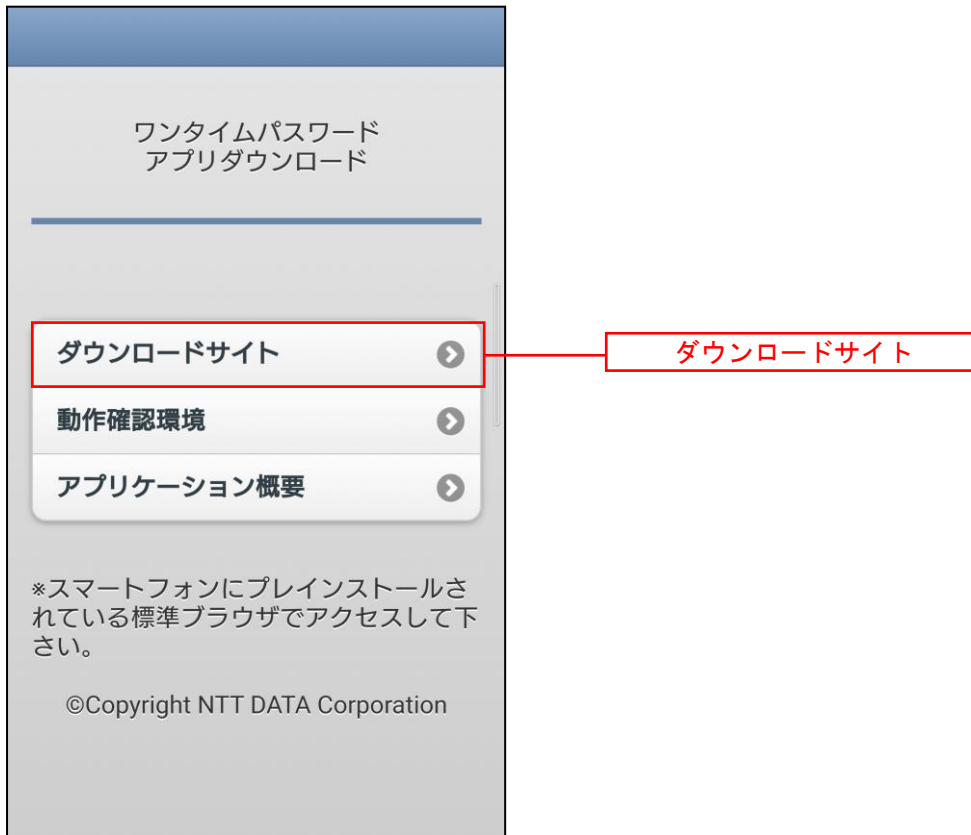 ワンタイムパスワード
アプリダウンロード
ダウンロードサイト
ダウンロードサイト
動作確認環境
アプリケーション概要
※スマートフォンにプレインストールさ
れている標準ブラウザでアクセスして下
さい。
©Copyright NTT DATA Corporation